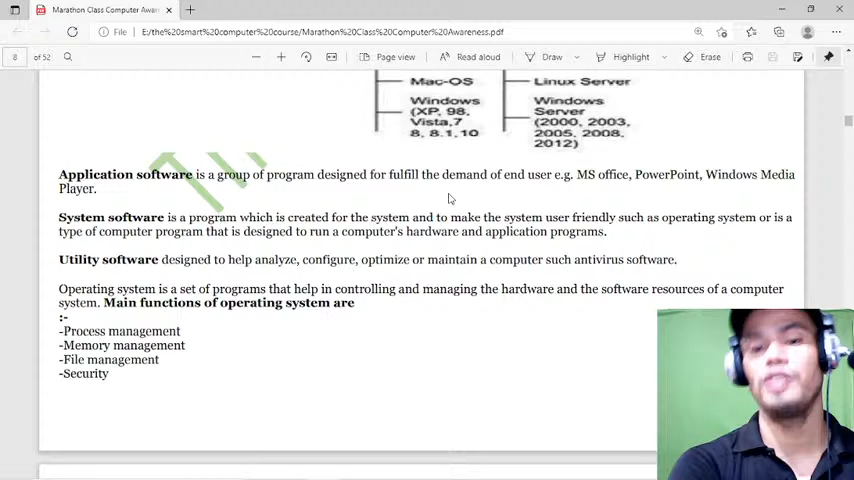 Marathon Class Computer Aware
File
E:/the%20smart%20computer%20course/Marathon%20Class%20Computer%20Awareness.pdf
8 of 52
Page view
Read aloud
Draw
Highlight
Erase
Mac-OS
Linux Server
Windows
(XP, 98,
Vista,7
8, 8.1,10
Windows
Server
(2000, 2003,
2005, 2008,
2012)
Application software is a group of program designed for fulfill the demand of end user e.g. MS office, PowerPoint, Windows Media
Player.
System software is a program which is created for the system and to make the system user friendly such as operating system or is a
type of computer program that is designed to run a computer's hardware and application programs.
Utility software designed to help analyze, configure, optimize or maintain a computer such antivirus software.
Operating system is a set of programs that help in controlling and managing the hardware and the software resources of a computer
system. Main functions of operating system are
:-
-Process management
-Memory management
-File management
-Security